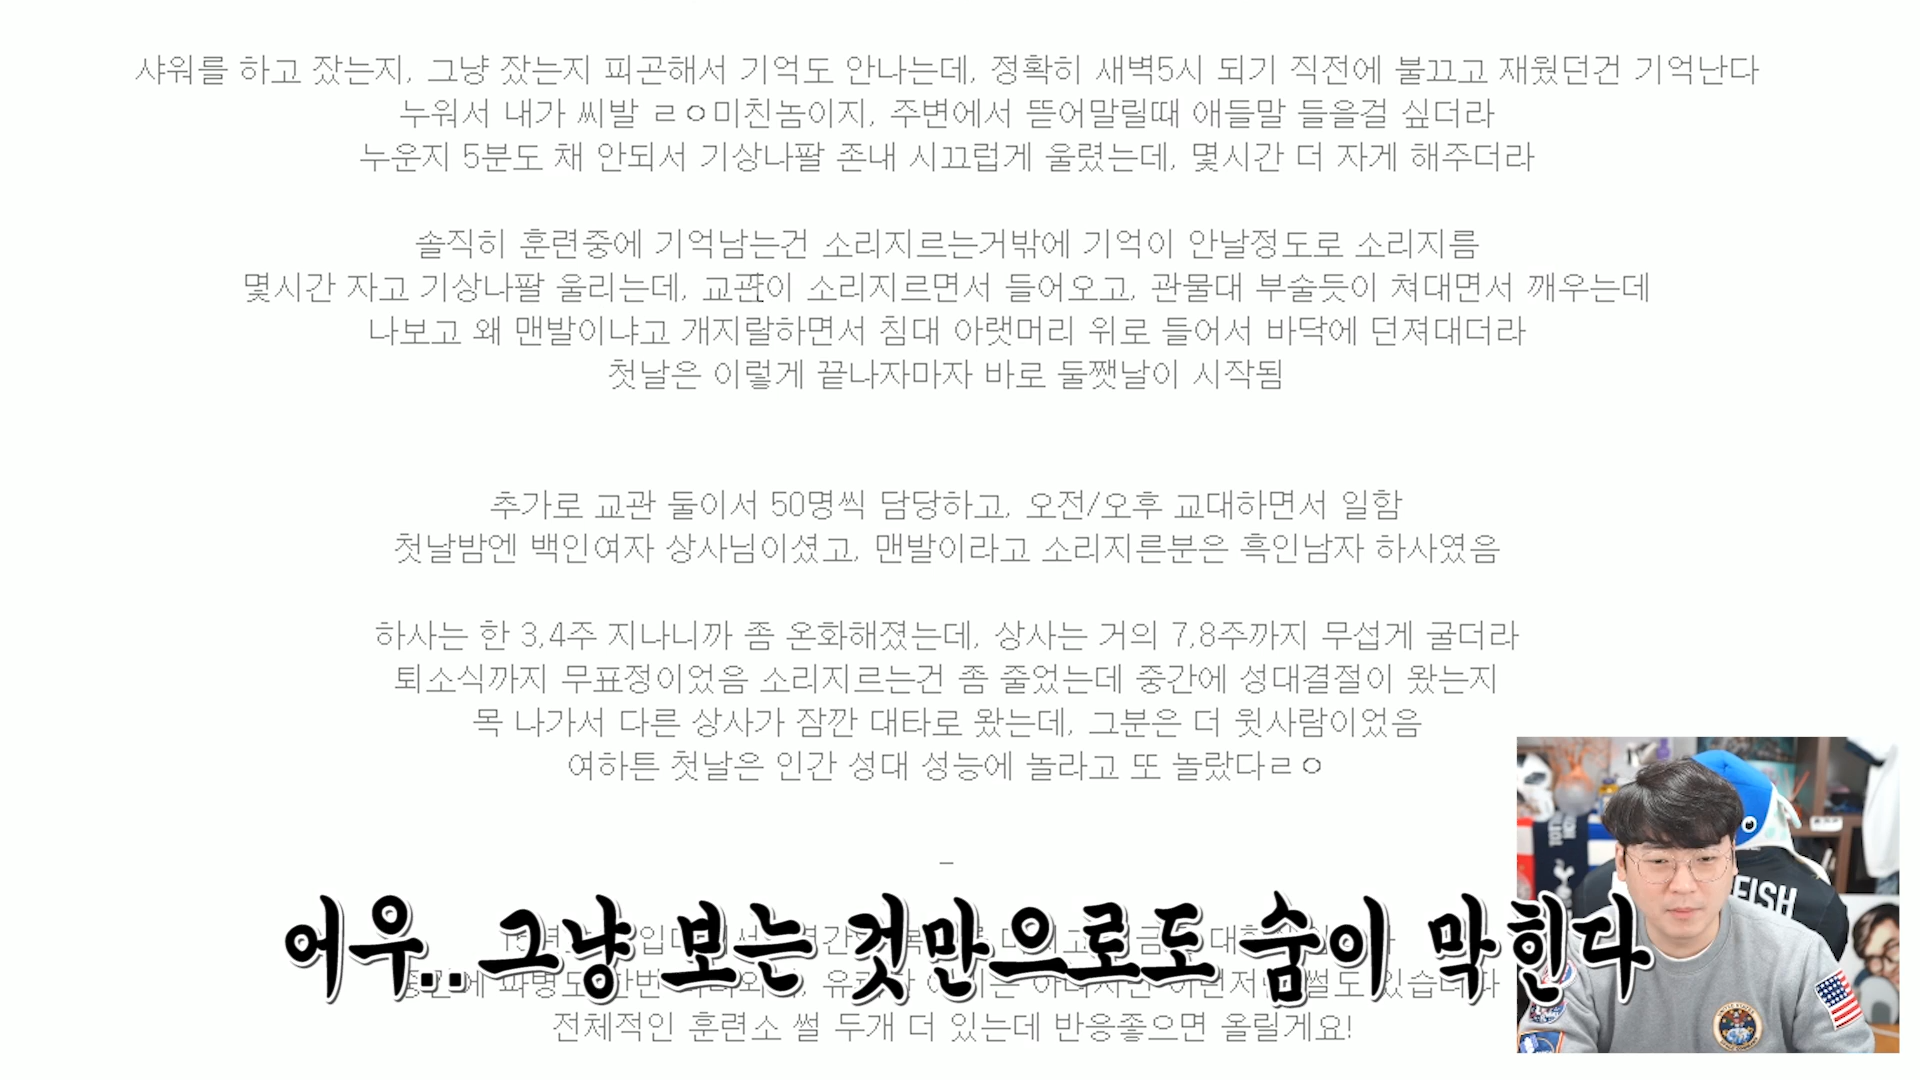 샤워를 하고 잤는지, 그냥 잤는지 피곤해서 기억도 안나는데, 정확히 새벽5시 되기 직전에 불끄고 재웠던건 기억난다
누워서 내가 씨발 ㄹㅇ미친놈이지, 주변에서 뜯어말릴때 애들말 들을걸 싶더라
누운지 5분도 채 안되서 기상나팔 존내 시끄럽게 울렸는데, 몇시간 더 자게 해주더라
솔직히 훈련중에 기억남는건 소리지르는거밖에 기억이 안날정도로 소리지름
몇시간 자고 기상나팔 울리는데, 교관이 소리지르면서 들어오고, 관물대 부술듯이 쳐대면서 깨우는데
나보고 왜 맨발이냐고 개지랄하면서 침대 아랫머리 위로 들어서 바닥에 던져대더라
첫날은 이렇게 끝나자마자 바로 둘쨋날이 시작됨
추가로 교관 둘이서 50명씩 담당하고, 오전/오후 교대하면서 일함
첫날밤엔 백인여자 상사님이셨고, 맨발이라고 소리지른분은 흑인남자 하사였음
하사는 한 3,4주 지나니까 좀 온화해졌는데, 상사는 거의 7,8주까지 무섭게 굴더라
퇴소식까지 무표정이었음 소리지르는건 좀 줄었는데 중간에 성대결절이 왔는지
목 나가서 다른 상사가 잠깐 대타로 왔는데, 그분은 더 윗사람이었음
여하튼 첫날은 인간 성대 성능에 놀라고 또 놀랐다ㄹㅇ
-
어우.. 그냥 보는 것만으로도 숨이 막힌다
전체적인 훈련소 썰 두개 더 있는데 반응좋으면 올릴게요!
FISH